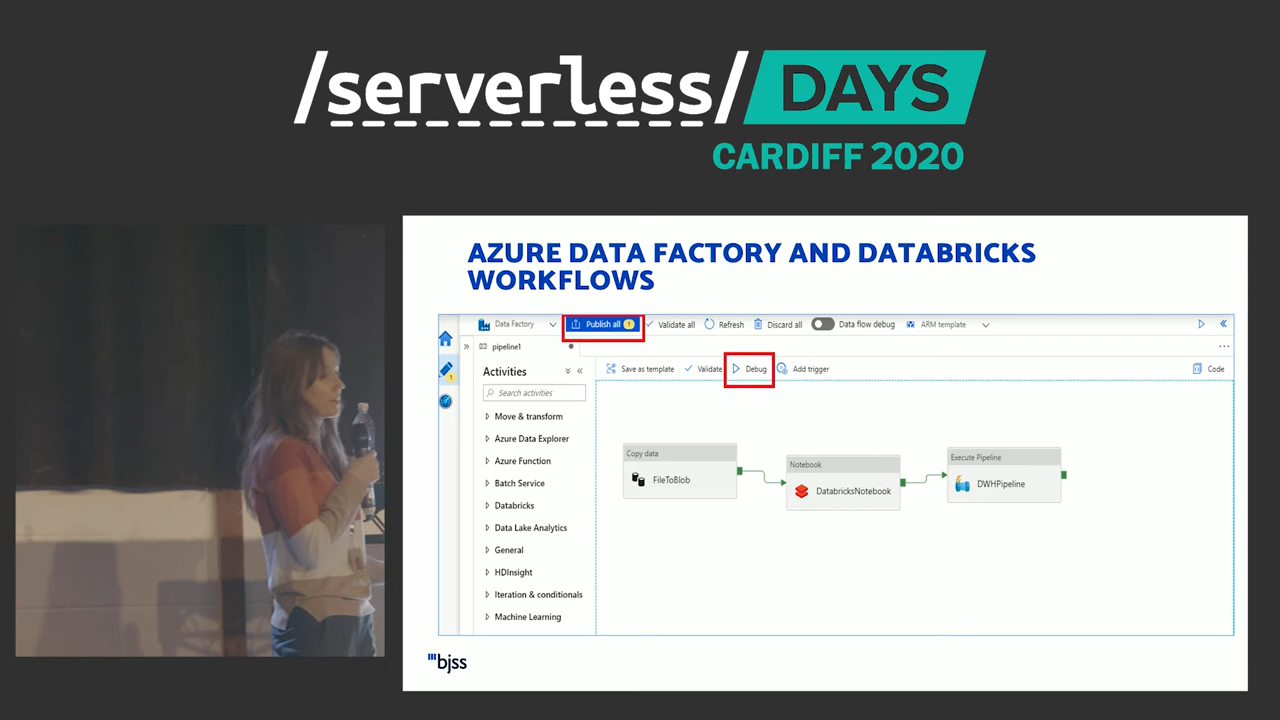 /serverless/ DAYS
CARDIFF 2020
AZURE DATA FACTORY AND DATABRICKS
WORKFLOWS
Data Factory
Publish all 1
Validate all
Refresh
Discard all
Data flow debug
ARM template
pipeline1
Activities
Search activities
Move & transform
Azure Data Explorer
Azure Function
Batch Service
Databricks
Data Lake Analytics
General
HDInsight
Iteration & conditionals
Machine Learning
Save as template
Validate
Debug
Add trigger
Code
Copy data
FileToBlob
Notebook
DatabricksNotebook
Execute Pipeline
DWHPipeline
bjss